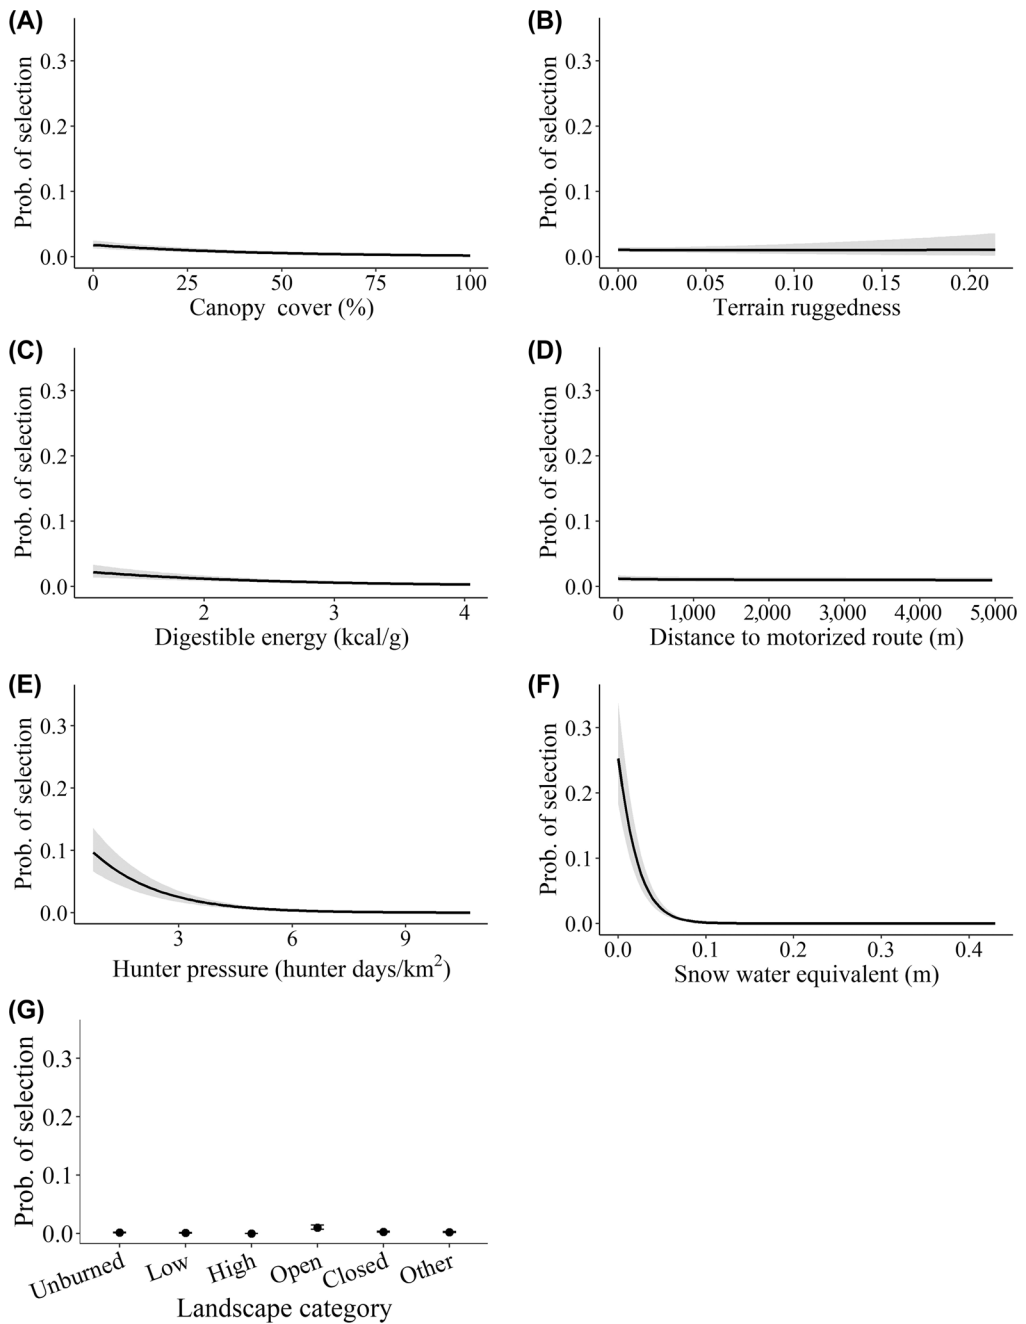 (A)
Prob. of selection
0.3
0.2
0.1
0.0
0 25 50 75 100
Canopy cover (%)
(B)
Prob. of selection
0.3
0.2
0.1
0.0
0.00 0.05 0.10 0.15 0.20
Terrain ruggedness
(C)
Prob. of selection
0.3
0.2
0.1
0.0
2 3 4
Digestible energy (kcal/g)
(D)
Prob. of selection
0.3
0.2
0.1
0.0
0 1,000 2,000 3,000 4,000 5,000
Distance to motorized route (m)
(E)
Prob. of selection
0.3
0.2
0.1
0.0
3 6 9
Hunter pressure (hunter days/km²)
(F)
Prob. of selection
0.3
0.2
0.1
0.0
0.0 0.1 0.2 0.3 0.4
Snow water equivalent (m)
(G)
Prob. of selection
0.3
0.2
0.1
0.0
Unburned Low High Open Closed Other
Landscape category